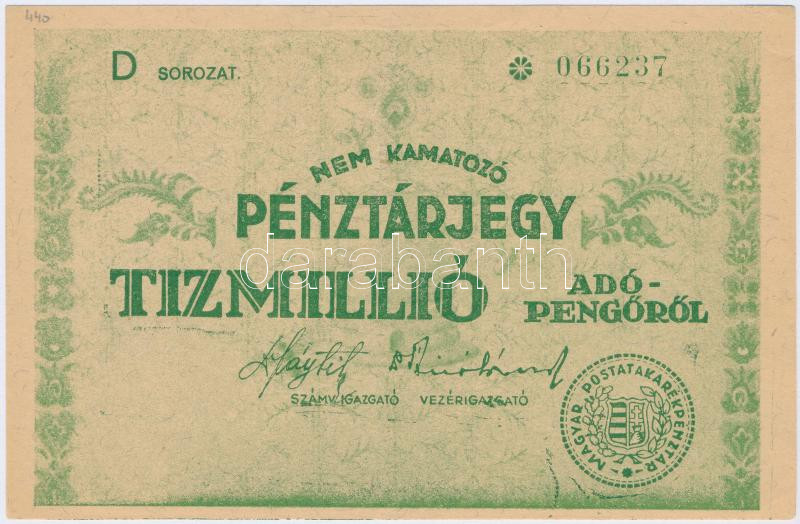 440
D SOROZAT. ❋ 066237
NEM KAMATOZÓ
PÉNZTÁRJEGY
darabanth
TIZMILLIÓ ADÓ-
PENGŐRŐL
SZÁMV. IGAZGATÓ VEZÉRIGAZGATÓ
MAGYAR POSTATAKARÉKPÉNZTÁR